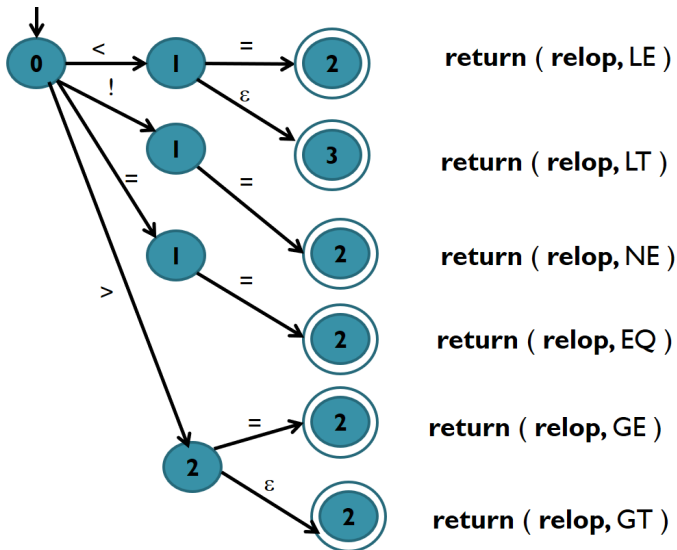 0 < 1 = 2 return ( relop, LE )
! ε
1 3 return ( relop, LT )
= =
1 2 return ( relop, NE )
> =
2 return ( relop, EQ )
= 2 return ( relop, GE )
2 ε
2 return ( relop, GT )